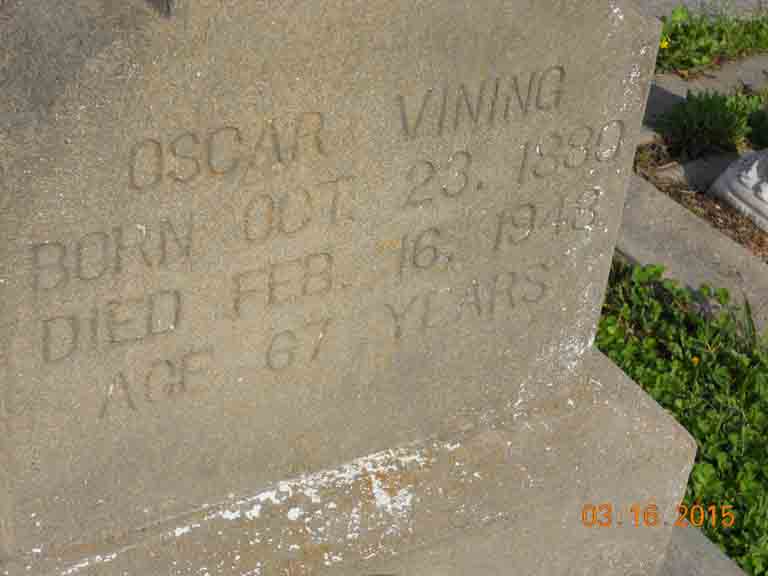 OSCAR VINING
BORN OCT. 23. 1880
DIED FEB. 16. 1948
AGE 67 YEARS
03 16 2015